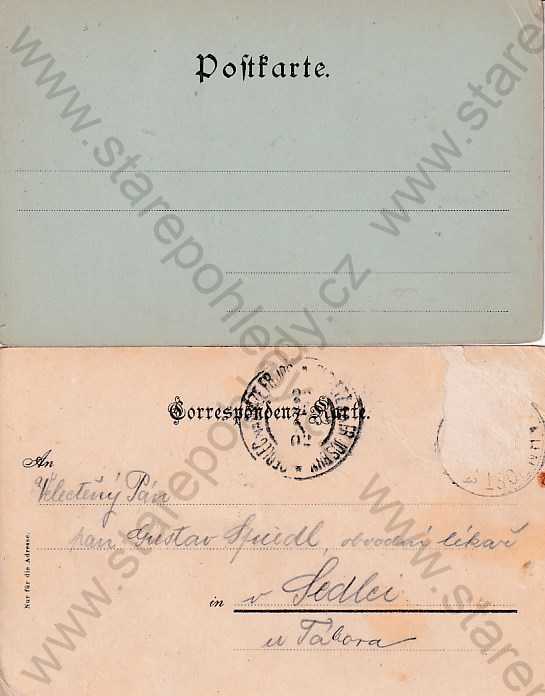 Postkarte.
Correspondenz-Karte.
An
Velectěný Pán
pan Gustav Špiedl, obvodní lékař
in v Sedlci
u Tábora
Nur für die Adresse.
www.starepohledy.cz